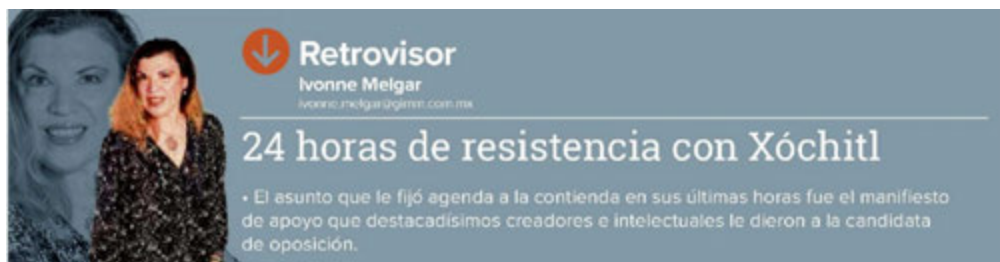 Retrovisor
Ivonne Melgar
ivonne.melgar@gimm.com.mx
24 horas de resistencia con Xóchitl
• El asunto que le fijó agenda a la contienda en sus últimas horas fue el manifiesto
de apoyo que destacadísimos creadores e intelectuales le dieron a la candidata
de oposición.